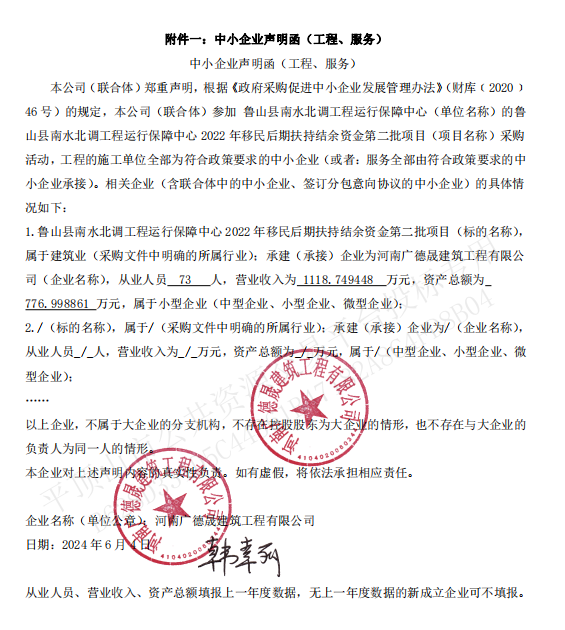 附件一：中小企业声明函（工程、服务）
中小企业声明函（工程、服务）
本公司（联合体）郑重声明，根据《政府采购促进中小企业发展管理办法》（财库﹝2020﹞
46 号）的规定，本公司（联合体）参加 鲁山县南水北调工程运行保障中心（单位名称）的鲁
山县南水北调工程运行保障中心 2022 年移民后期扶持结余资金第二批项目（项目名称）采购
活动，工程的施工单位全部为符合政策要求的中小企业（或者：服务全部由符合政策要求的中
小企业承接）。相关企业（含联合体中的中小企业、签订分包意向协议的中小企业）的具体情
况如下：
1.鲁山县南水北调工程运行保障中心 2022 年移民后期扶持结余资金第二批项目（标的名称），
属于建筑业（采购文件中明确的所属行业）；承建（承接）企业为河南广德晟建筑工程有限公
司（企业名称），从业人员 73 人，营业收入为 1118.749448 万元，资产总额为
776.998861 万元，属于小型企业（中型企业、小型企业、微型企业）；
2./（标的名称），属于/（采购文件中明确的所属行业）；承建（承接）企业为/（企业名称），
从业人员_/_人，营业收入为_/_万元，资产总额为_/_万元，属于/（中型企业、小型企业、微
型企业）；
……
以上企业，不属于大企业的分支机构，不存在控股股东为大企业的情形，也不存在与大企业的
负责人为同一人的情形。
本企业对上述声明内容的真实性负责。如有虚假，将依法承担相应责任。
企业名称（单位公章）：河南广德晟建筑工程有限公司
日期：2024 年 6 月 4 日
从业人员、营业收入、资产总额填报上一年度数据，无上一年度数据的新成立企业可不填报。